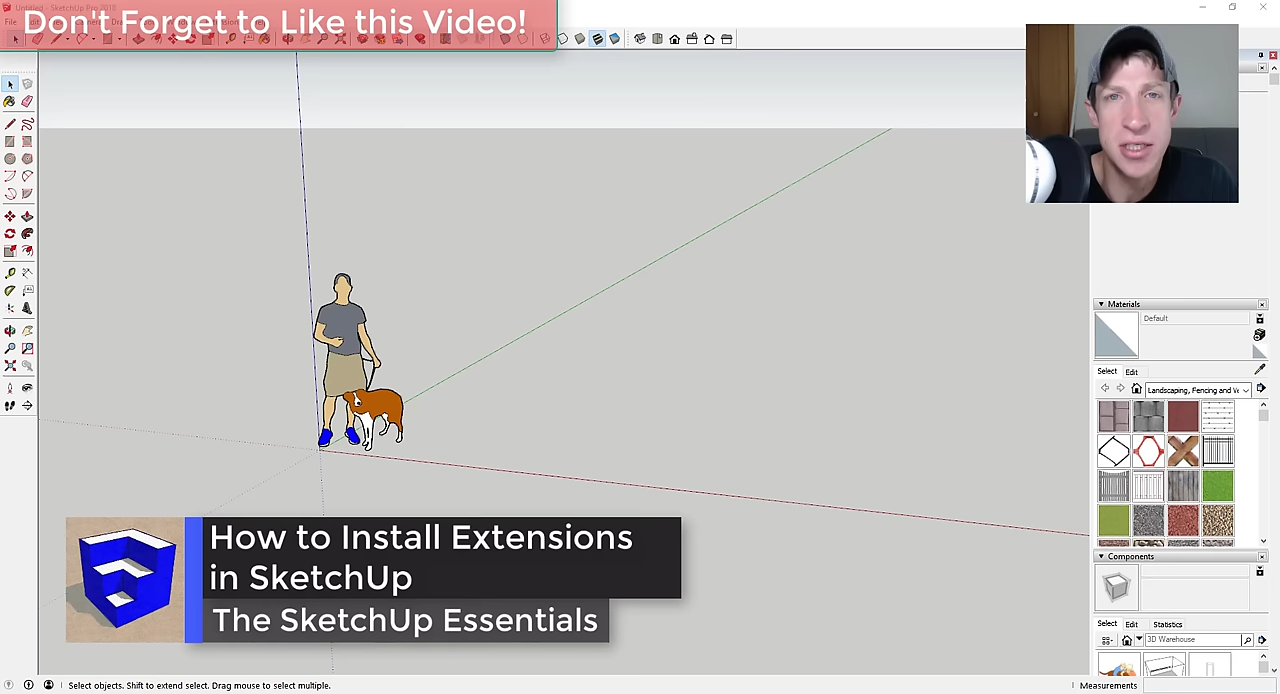 Don't Forget to Like this Video!
Materials
Default
Select Edit
Landscaping, Fencing and Ve
Components
How to Install Extensions
in SketchUp
The SketchUp Essentials
Select Edit Statistics
3D Warehouse
Select objects. Shift to extend select. Drag mouse to select multiple.
Measurements